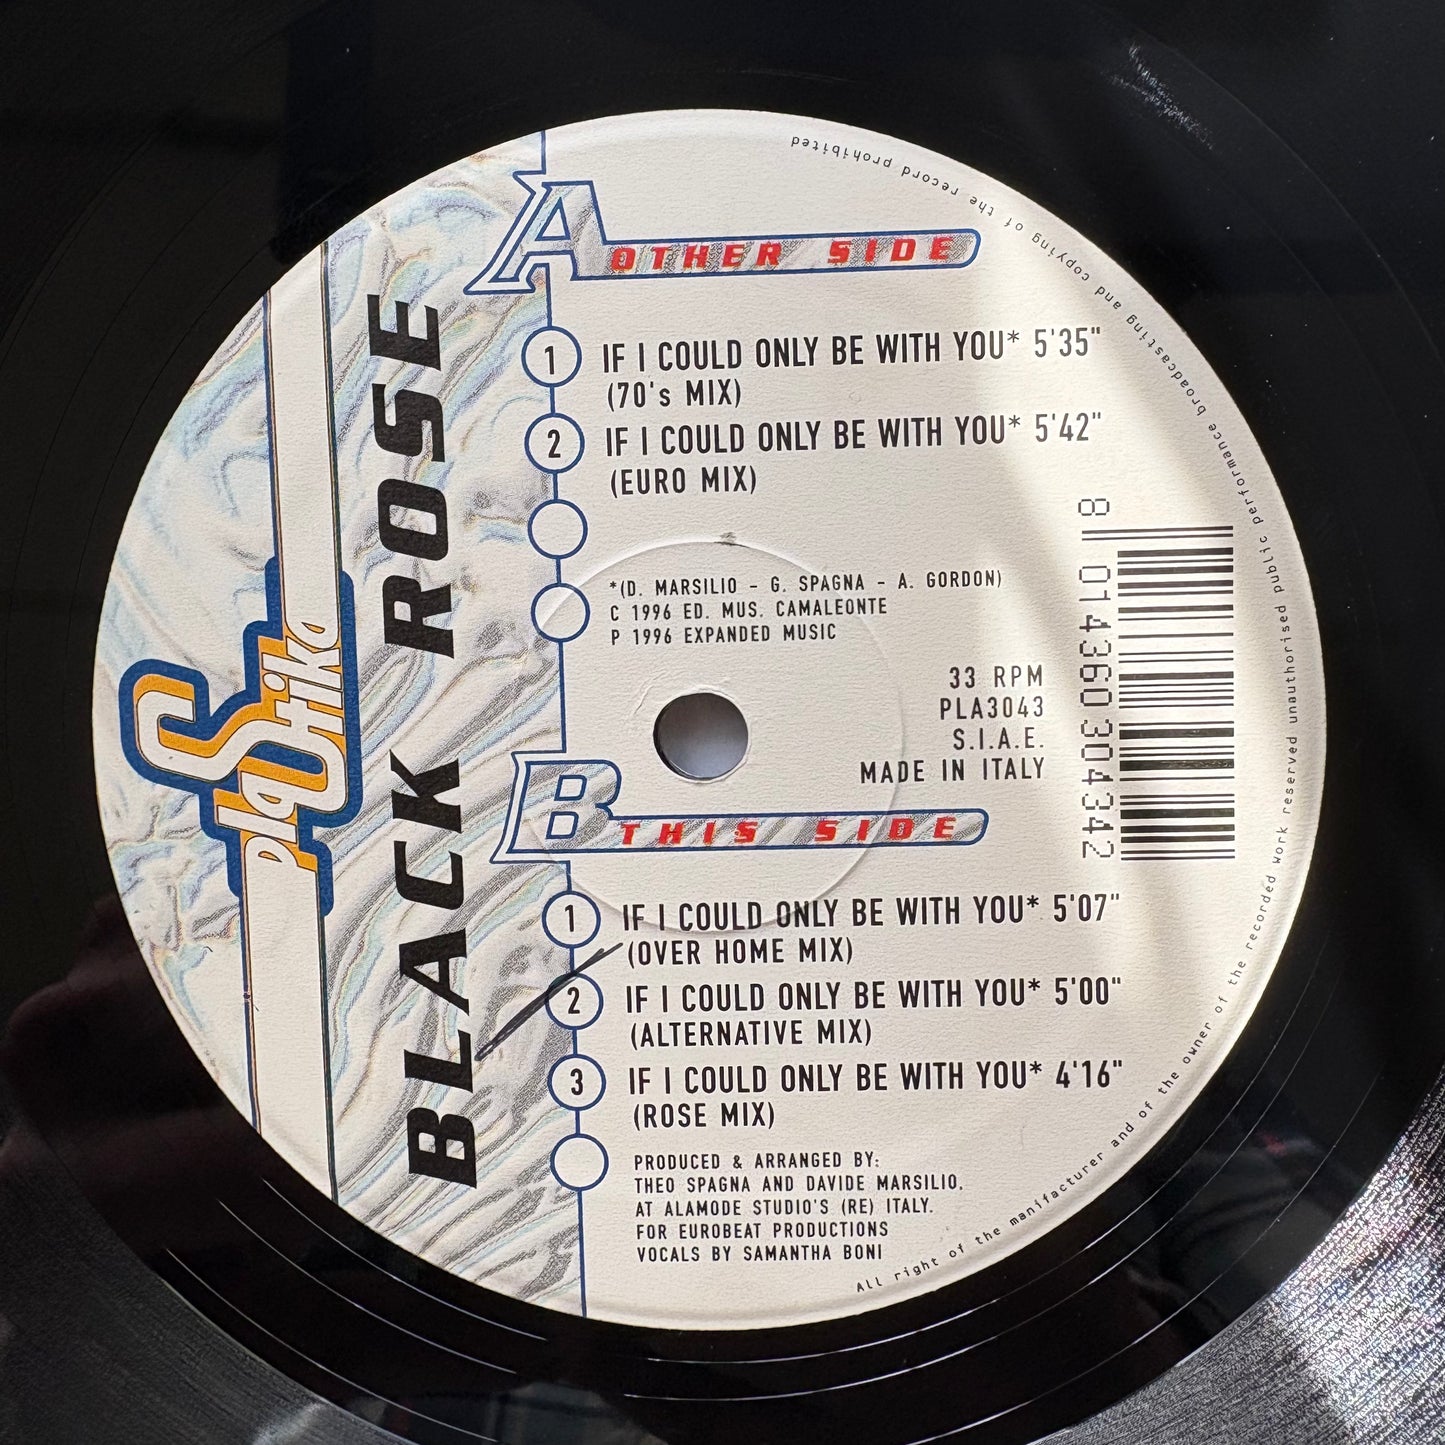 plaStika
BLACK ROSE
A OTHER SIDE
1 IF I COULD ONLY BE WITH YOU* 5'35"
(70's MIX)
2 IF I COULD ONLY BE WITH YOU* 5'42"
(EURO MIX)
*(D. MARSILIO - G. SPAGNA - A. GORDON)
C 1996 ED. MUS. CAMALEONTE
P 1996 EXPANDED MUSIC
33 RPM
PLA3043
S.I.A.E.
MADE IN ITALY
8 014360 304342
B THIS SIDE
1 IF I COULD ONLY BE WITH YOU* 5'07"
(OVER HOME MIX)
2 IF I COULD ONLY BE WITH YOU* 5'00"
(ALTERNATIVE MIX)
3 IF I COULD ONLY BE WITH YOU* 4'16"
(ROSE MIX)
PRODUCED & ARRANGED BY:
THEO SPAGNA AND DAVIDE MARSILIO.
AT ALAMODE STUDIO'S (RE) ITALY.
FOR EUROBEAT PRODUCTIONS
VOCALS BY SAMANTHA BONI
All right of the manifacturer and of the owner of the recorded work reserved unauthorised public performance broadcasting and copying of the record prohibited